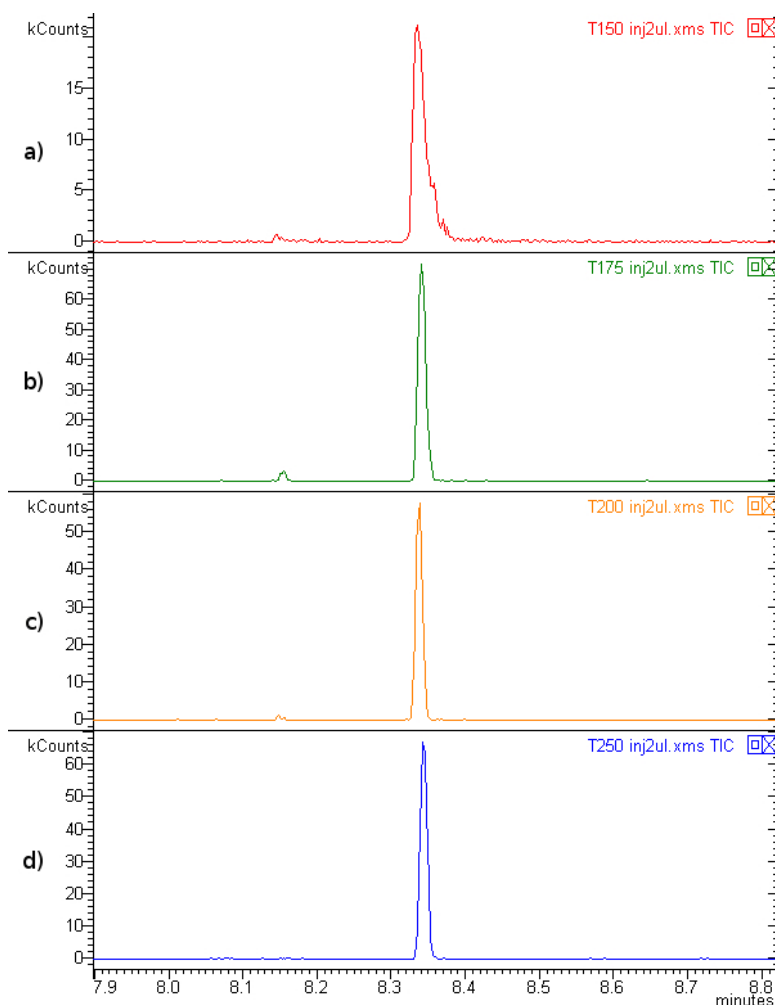 kCounts
T150 inj2ul.xms TIC
15
10
a)
5
0
kCounts
T175 inj2ul.xms TIC
60
50
40
b)
30
20
10
0
kCounts
T200 inj2ul.xms TIC
50
40
30
c)
20
10
0
kCounts
T250 inj2ul.xms TIC
60
50
40
d)
30
20
10
0
7.9 8.0 8.1 8.2 8.3 8.4 8.5 8.6 8.7 8.8
minutes